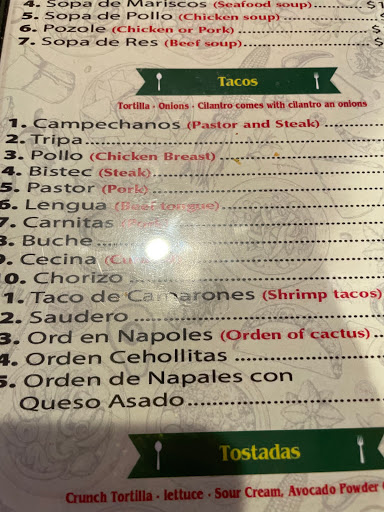 4. Sopa de Mariscos (Seafood soup) $1
5. Sopa de Pollo (Chicken soup) $
6. Pozole (Chicken or Pork) $
7. Sopa de Res (Beef soup) $
Tacos
Tortilla · Onions · Cilantro comes with cilantro an onions
1. Campechanos (Pastor and Steak)
2. Tripa
3. Pollo (Chicken Breast)
4. Bistec (Steak)
5. Pastor (Pork)
6. Lengua (Beef tongue)
7. Carnitas
8. Buche
9. Cecina
10. Chorizo
1. Taco de Camarones (Shrimp tacos)
2. Saudero
3. Ord en Napoles (Orden of cactus)
4. Orden Cehollitas
5. Orden de Napales con
Queso Asado
Tostadas
Crunch Tortilla · lettuce · Sour Cream, Avocado Powder